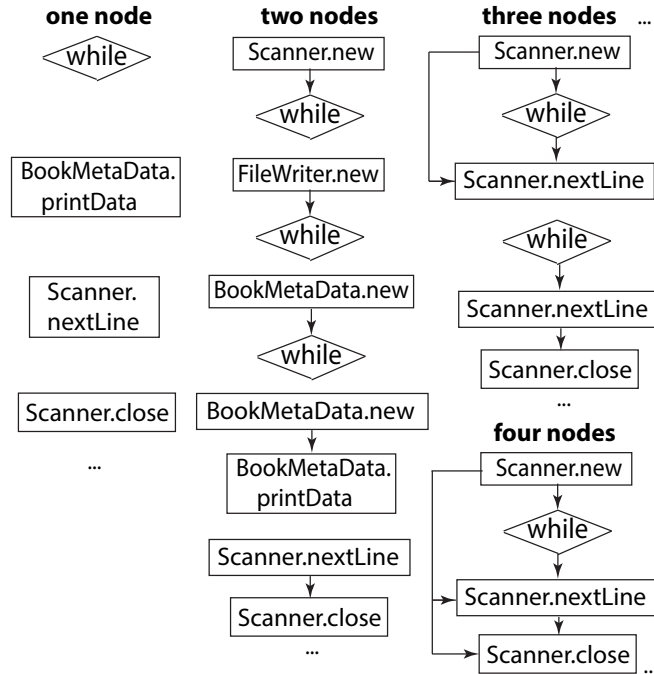 one node
while
BookMetaData.
printData
Scanner.
nextLine
Scanner.close
...
two nodes
Scanner.new
while
FileWriter.new
while
BookMetaData.new
while
BookMetaData.new
BookMetaData.
printData
Scanner.nextLine
Scanner.close
...
three nodes ...
Scanner.new
while
Scanner.nextLine
while
Scanner.nextLine
Scanner.close
...
four nodes
Scanner.new
while
Scanner.nextLine
Scanner.close
..